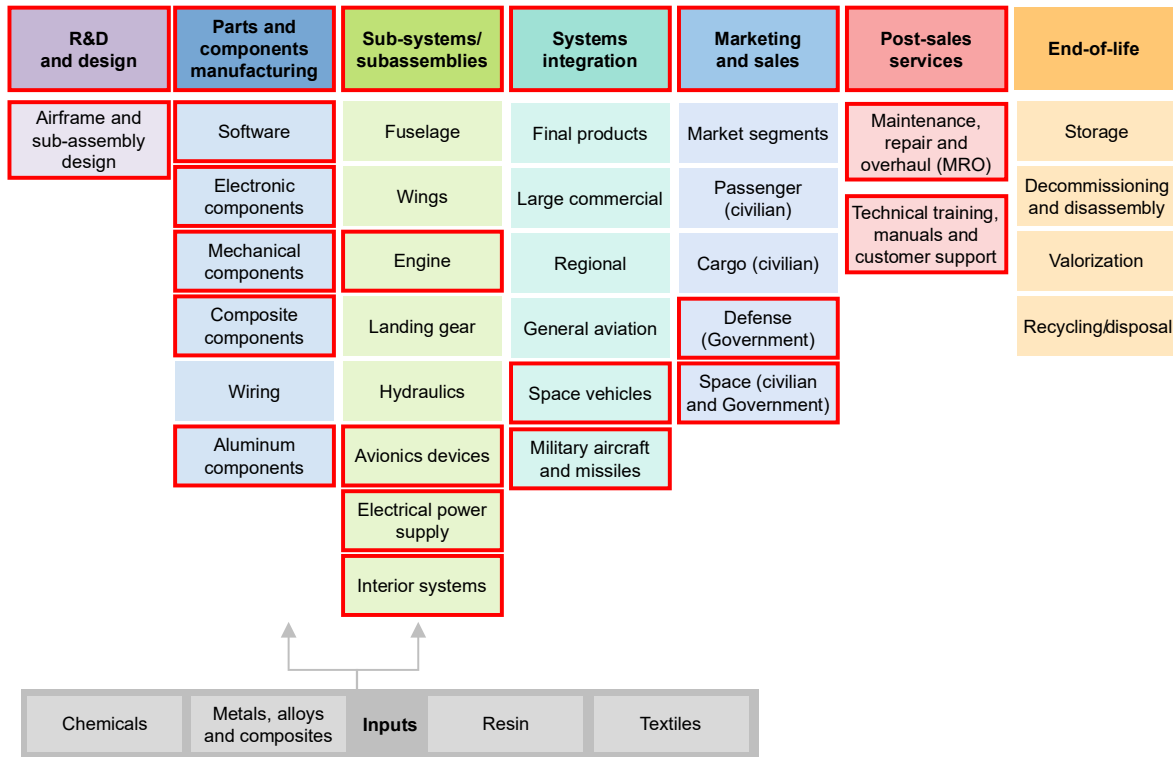 R&D
and design
Airframe and
sub-assembly
design
Parts and
components
manufacturing
Software
Electronic
components
Mechanical
components
Composite
components
Wiring
Aluminum
components
Sub-systems/
subassemblies
Fuselage
Wings
Engine
Landing gear
Hydraulics
Avionics devices
Electrical power
supply
Interior systems
Systems
integration
Final products
Large commercial
Regional
General aviation
Space vehicles
Military aircraft
and missiles
Marketing
and sales
Market segments
Passenger
(civilian)
Cargo (civilian)
Defense
(Government)
Space (civilian
and Government)
Post-sales
services
Maintenance,
repair and
overhaul (MRO)
Technical training,
manuals and
customer support
End-of-life
Storage
Decommissioning
and disassembly
Valorization
Recycling/disposal
Chemicals
Metals, alloys
and composites
Inputs
Resin
Textiles